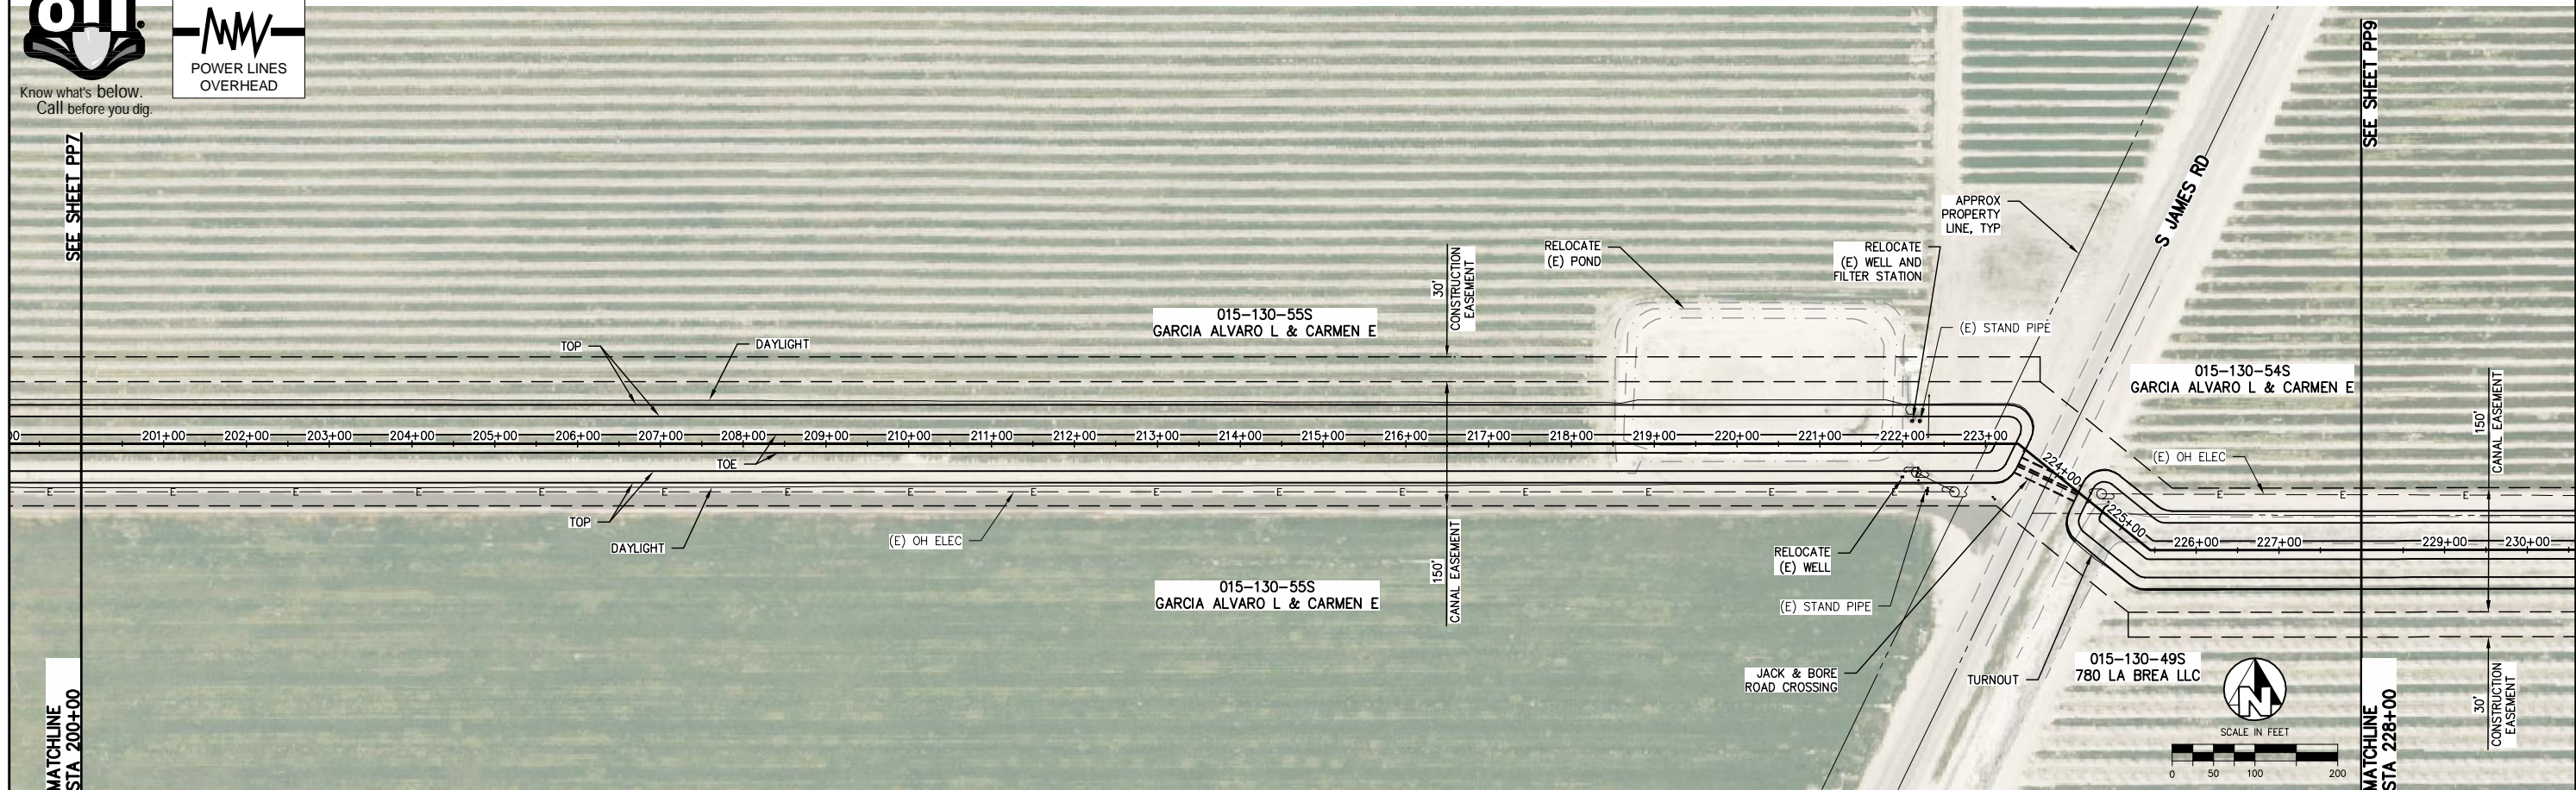 811
Know what's below.
Call before you dig.
POWER LINES
OVERHEAD
SEE SHEET PP7
SEE SHEET PP9
S JAMES RD
APPROX
PROPERTY
LINE, TYP
RELOCATE
(E) POND
RELOCATE
(E) WELL AND
FILTER STATION
(E) STAND PIPE
30'
CONSTRUCTION
EASEMENT
015-130-55S
GARCIA ALVARO L & CARMEN E
015-130-54S
GARCIA ALVARO L & CARMEN E
TOP
DAYLIGHT
150'
CANAL EASEMENT
(E) OH ELEC
00
201+00
202+00
203+00
204+00
205+00
206+00
207+00
208+00
209+00
210+00
211+00
212+00
213+00
214+00
215+00
216+00
217+00
218+00
219+00
220+00
221+00
222+00
223+00
224+00
225+00
226+00
227+00
229+00
230+00
TOE
E E E E E E E E E E E E E E E E
E E E
TOP
DAYLIGHT
(E) OH ELEC
150'
CANAL EASEMENT
015-130-55S
GARCIA ALVARO L & CARMEN E
RELOCATE
(E) WELL
(E) STAND PIPE
JACK & BORE
ROAD CROSSING
TURNOUT
015-130-49S
780 LA BREA LLC
30'
CONSTRUCTION
EASEMENT
N
SCALE IN FEET
0 50 100 200
MATCHLINE
STA 200+00
MATCHLINE
STA 228+00